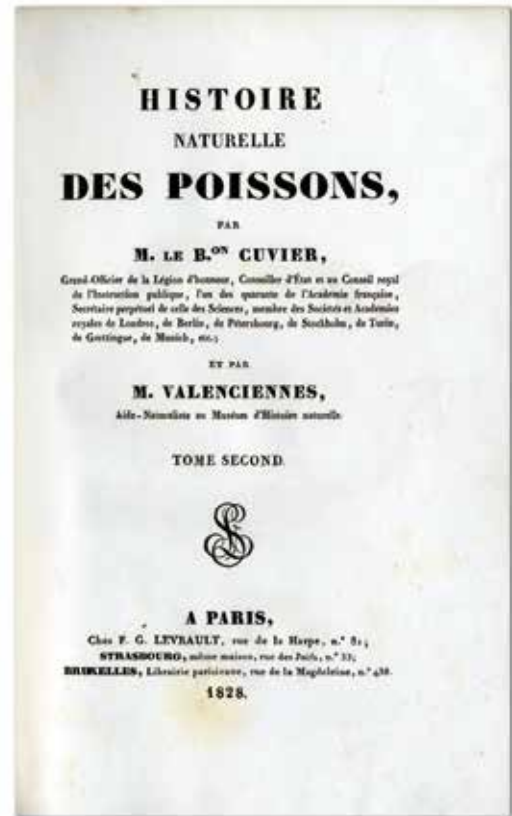 HISTOIRE
NATURELLE
DES POISSONS,
PAR
M. LE B.ON CUVIER,
Grand-Officier de la Légion d'honneur, Conseiller d'État et au Conseil royal
de l'Instruction publique, l'un des quarante de l'Académie française,
Secrétaire perpétuel de celle des Sciences, membre des Sociétés et Académies
royales de Londres, de Berlin, de Pétersbourg, de Stockholm, de Turin,
de Gottingue, de Munich, etc.;
ET PAR
M. VALENCIENNES,
Aide-Naturaliste au Muséum d'Histoire naturelle.
TOME SECOND.
A PARIS,
Chez F. G. LEVRAULT, rue de la Harpe, n.° 81;
STRASBOURG, même maison, rue des Juifs, n.° 33;
BRUXELLES, Librairie parisienne, rue de la Magdeleine, n.° 438.
1828.